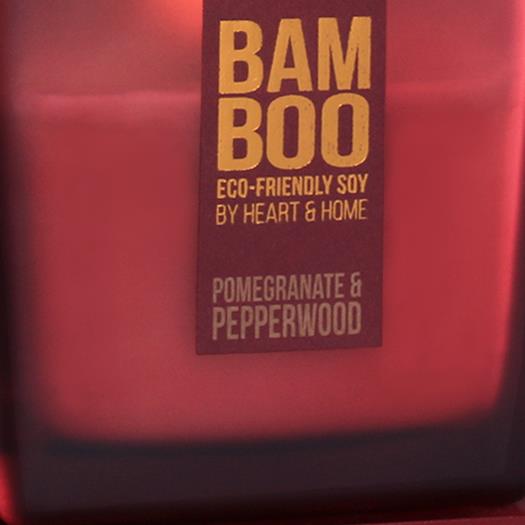 BAM
BOO
ECO-FRIENDLY SOY
BY HEART & HOME
POMEGRANATE &
PEPPERWOOD